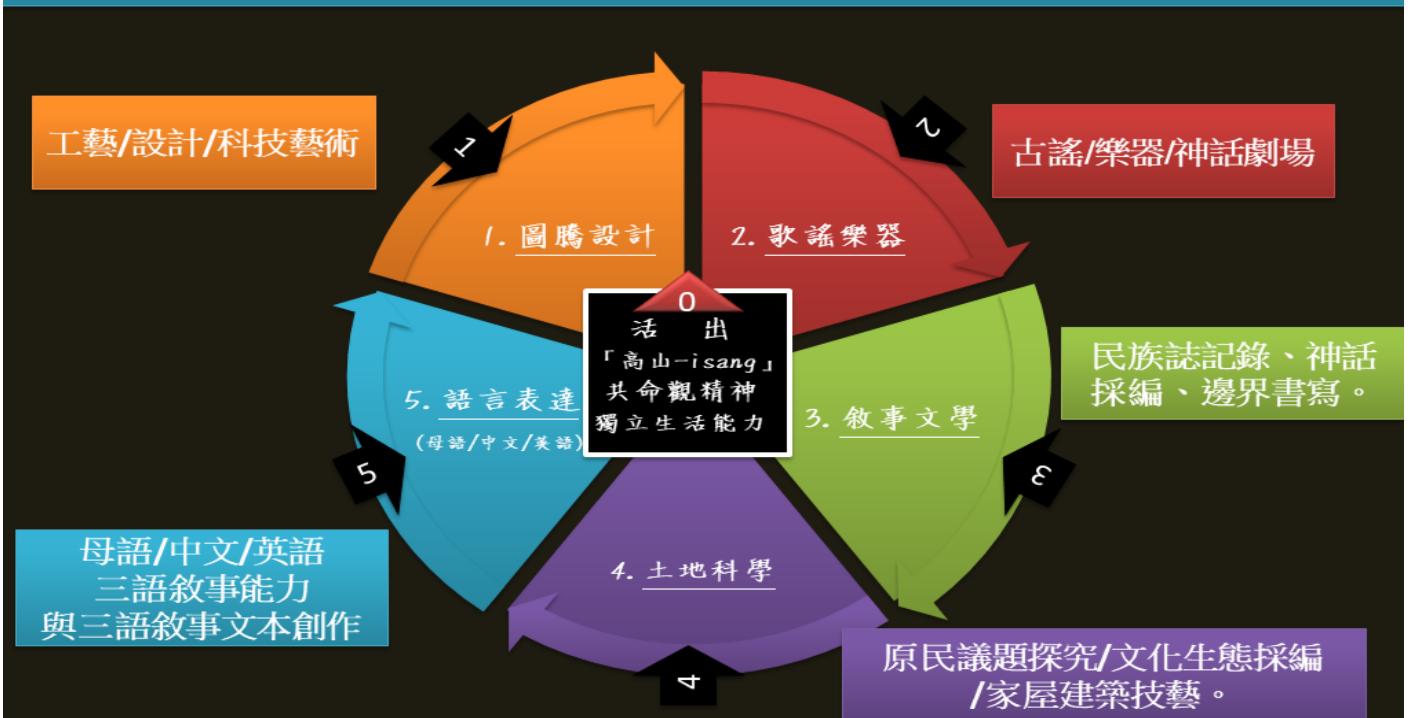 工藝/設計/科技藝術
1
1. 圖騰設計
2
古謠/樂器/神話劇場
2. 歌謠樂器
0
活 出
「高山-isang」
共命觀精神
獨立生活能力
民族誌記錄、神話
採編、邊界書寫。
3. 敘事文學
3
4. 土地科學
4
原民議題探究/文化生態採編
/家屋建築技藝。
5. 語言表達
(母語/中文/英語)
5
母語/中文/英語
三語敘事能力
與三語敘事文本創作